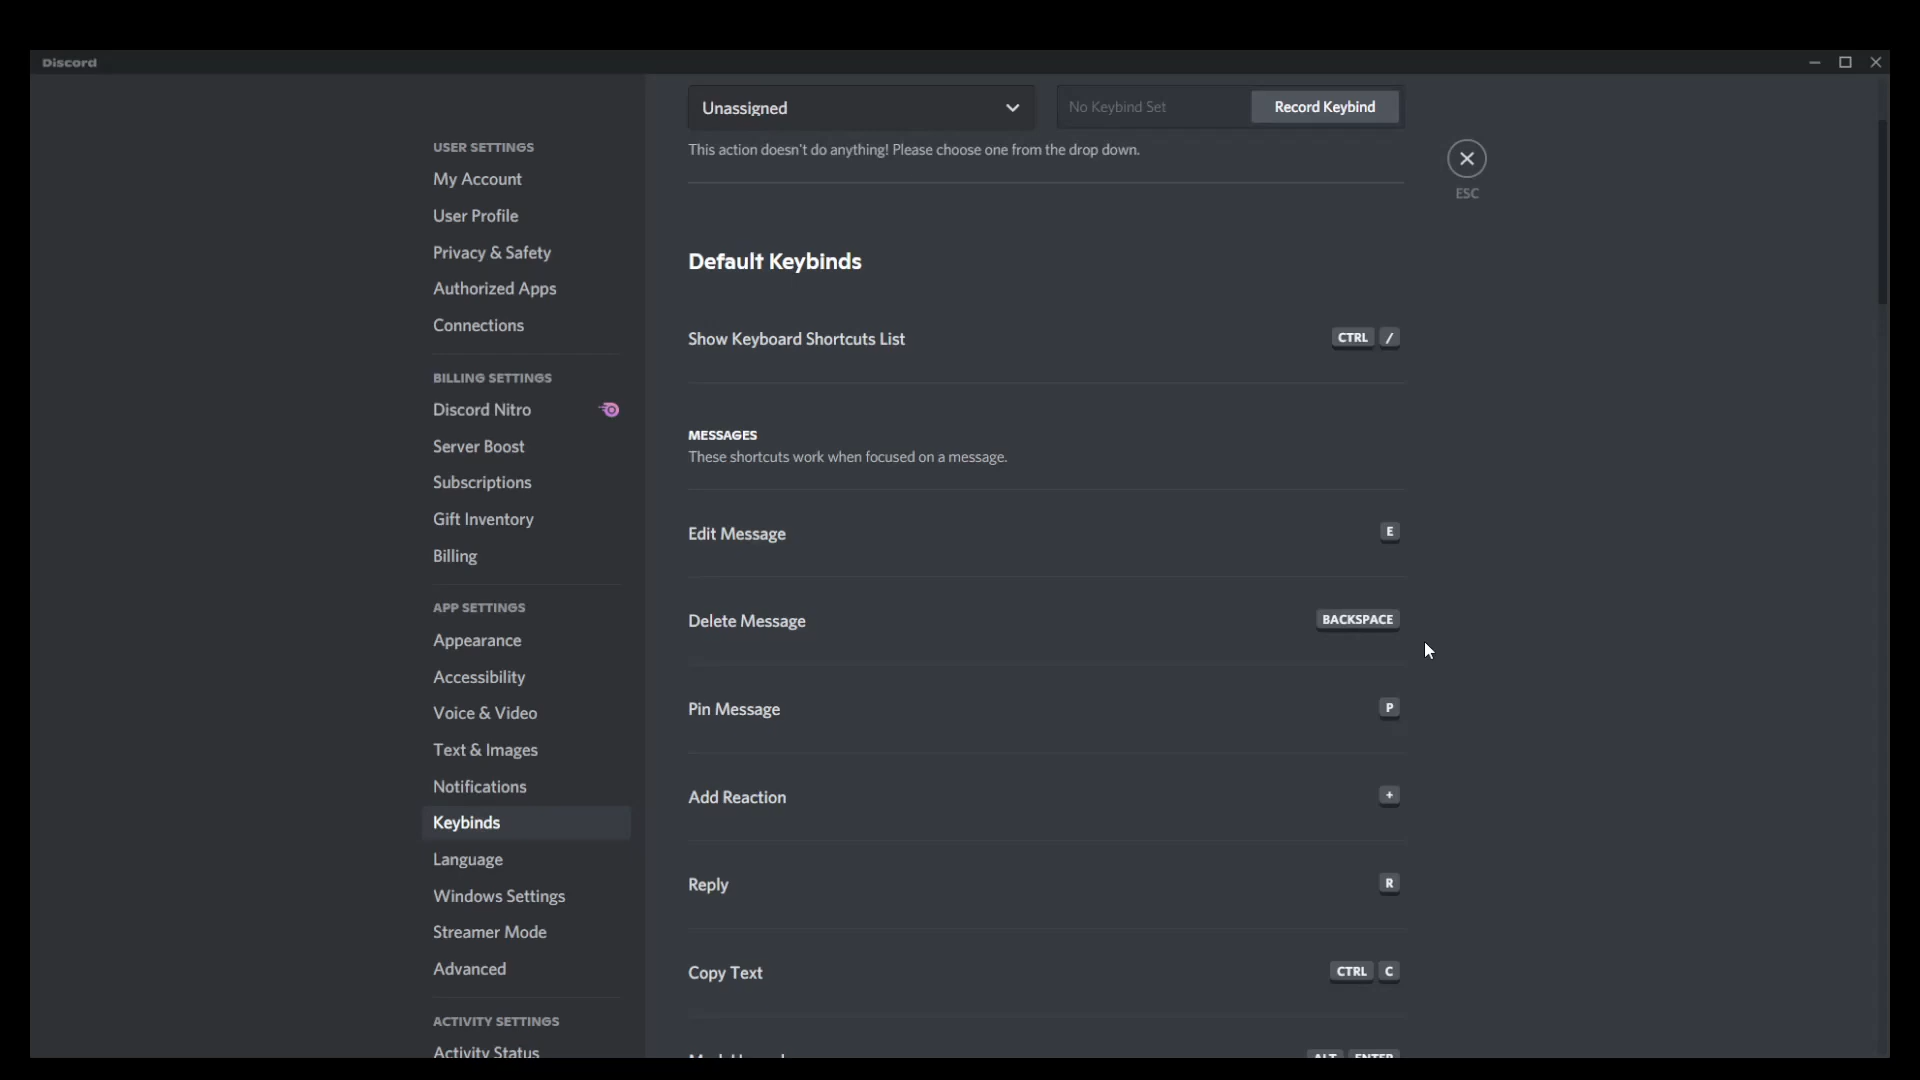 Discord
USER SETTINGS
My Account
User Profile
Privacy & Safety
Authorized Apps
Connections
BILLING SETTINGS
Discord Nitro
Server Boost
Subscriptions
Gift Inventory
Billing
APP SETTINGS
Appearance
Accessibility
Voice & Video
Text & Images
Notifications
Keybinds
Language
Windows Settings
Streamer Mode
Advanced
ACTIVITY SETTINGS
Activity Status
Unassigned
No Keybind Set
Record Keybind
This action doesn't do anything! Please choose one from the drop down.
ESC
Default Keybinds
Show Keyboard Shortcuts List CTRL /
MESSAGES
These shortcuts work when focused on a message.
Edit Message E
Delete Message BACKSPACE
Pin Message P
Add Reaction +
Reply R
Copy Text CTRL C
ALT ENTER